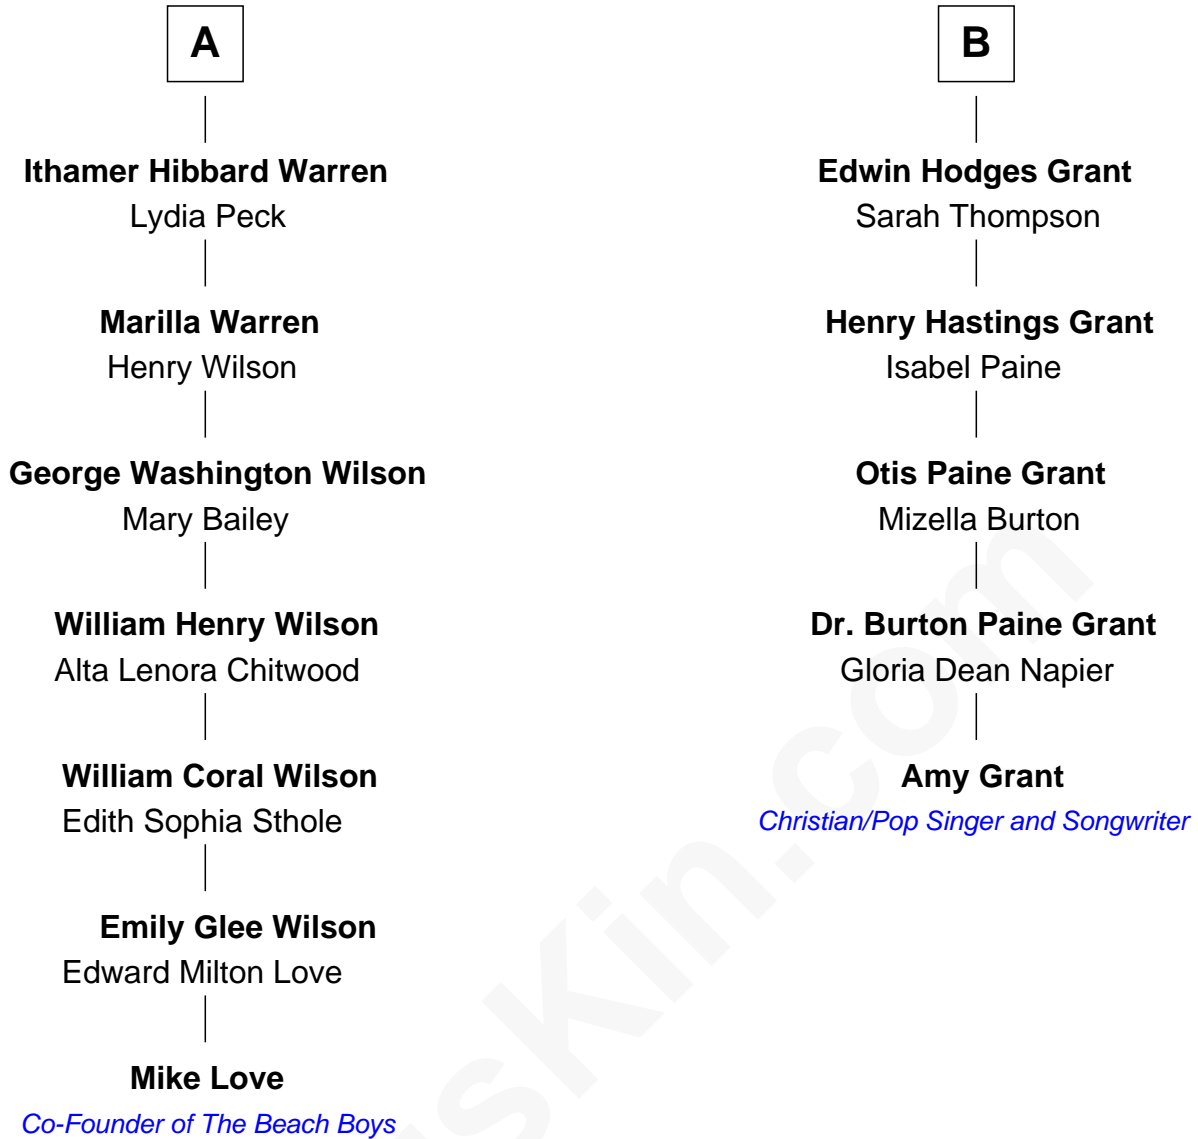 A
Ithamer Hibbard Warren
Lydia Peck
Marilla Warren
Henry Wilson
George Washington Wilson
Mary Bailey
William Henry Wilson
Alta Lenora Chitwood
William Coral Wilson
Edith Sophia Sthole
Emily Glee Wilson
Edward Milton Love
Mike Love
Co-Founder of The Beach Boys
B
Edwin Hodges Grant
Sarah Thompson
Henry Hastings Grant
Isabel Paine
Otis Paine Grant
Mizella Burton
Dr. Burton Paine Grant
Gloria Dean Napier
Amy Grant
Christian/Pop Singer and Songwriter